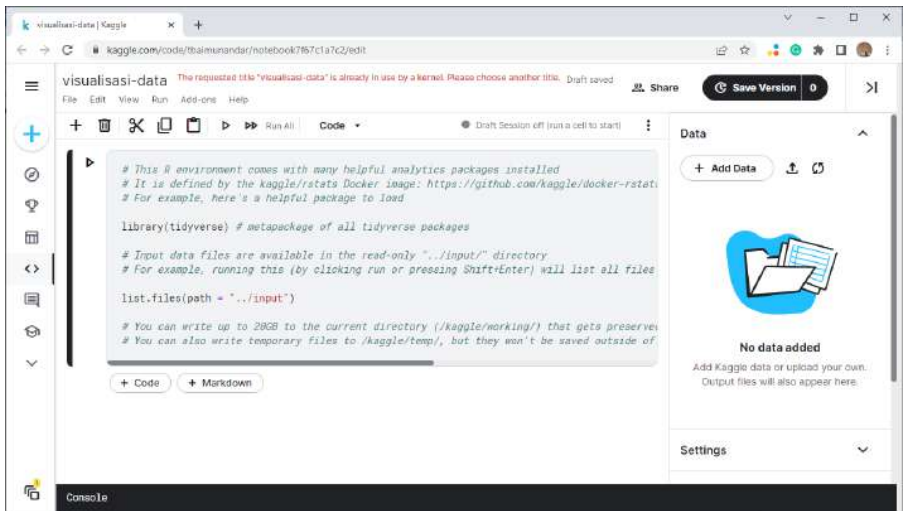 visualisasi-data | Kaggle
kaggle.com/code/tbaimunandar/notebook7f67c1a7c2/edit
visualisasi-data The requested title "visualisasi-data" is already in use by a kernel. Please choose another title. Draft saved
File Edit View Run Add-ons Help
Share
Save Version 0
Run All Code Draft Session off (run a cell to start)
# This R environment comes with many helpful analytics packages installed
# It is defined by the kaggle/rstats Docker image: https://github.com/kaggle/docker-rstats
# For example, here's a helpful package to load
library(tidyverse) # metapackage of all tidyverse packages
# Input data files are available in the read-only "../input/" directory
# For example, running this (by clicking run or pressing Shift+Enter) will list all files
list.files(path = "../input")
# You can write up to 20GB to the current directory (/kaggle/working/) that gets preserved
# You can also write temporary files to /kaggle/temp/, but they won't be saved outside of
+ Code + Markdown
Data
+ Add Data
No data added
Add Kaggle data or upload your own.
Output files will also appear here.
Settings
Console